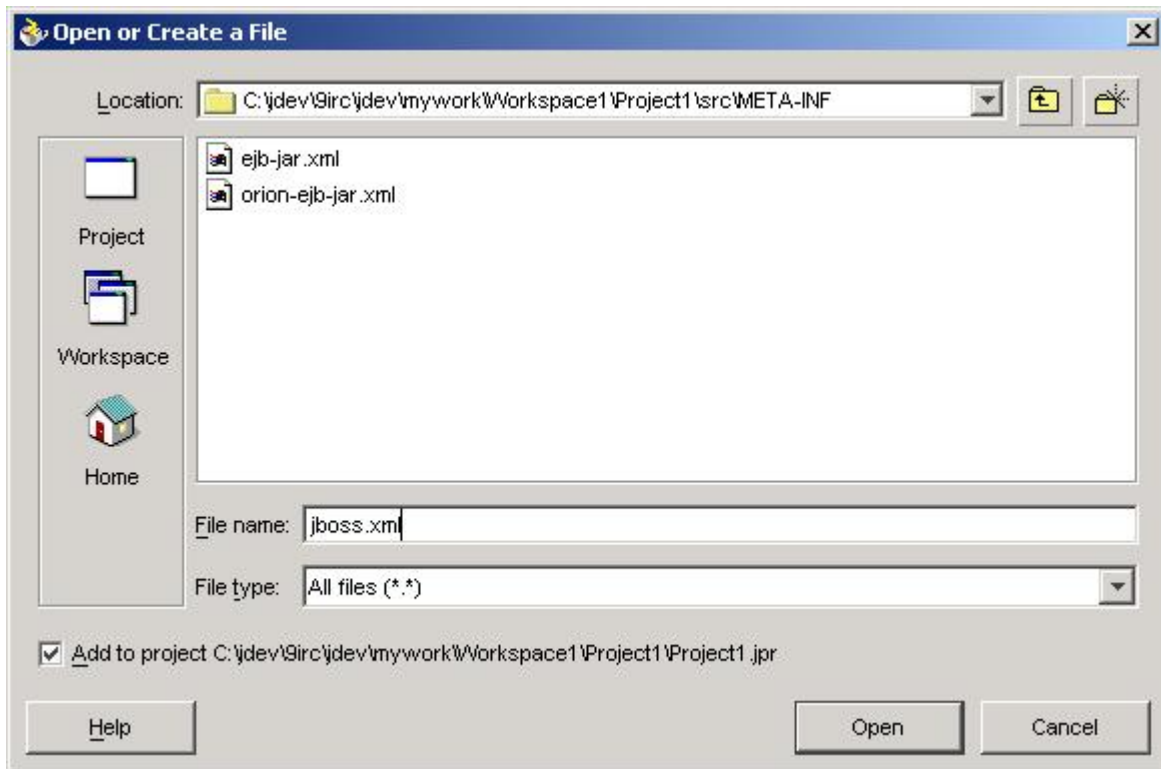 Open or Create a File
Location: C:\jdev\9irc\jdev\mywork\Workspace1\Project1\src\META-INF
ejb-jar.xml
orion-ejb-jar.xml
Project
Workspace
Home
File name: jboss.xml
File type: All files (*.*)
Add to project C:\jdev\9irc\jdev\mywork\Workspace1\Project1\Project1.jpr
Help Open Cancel